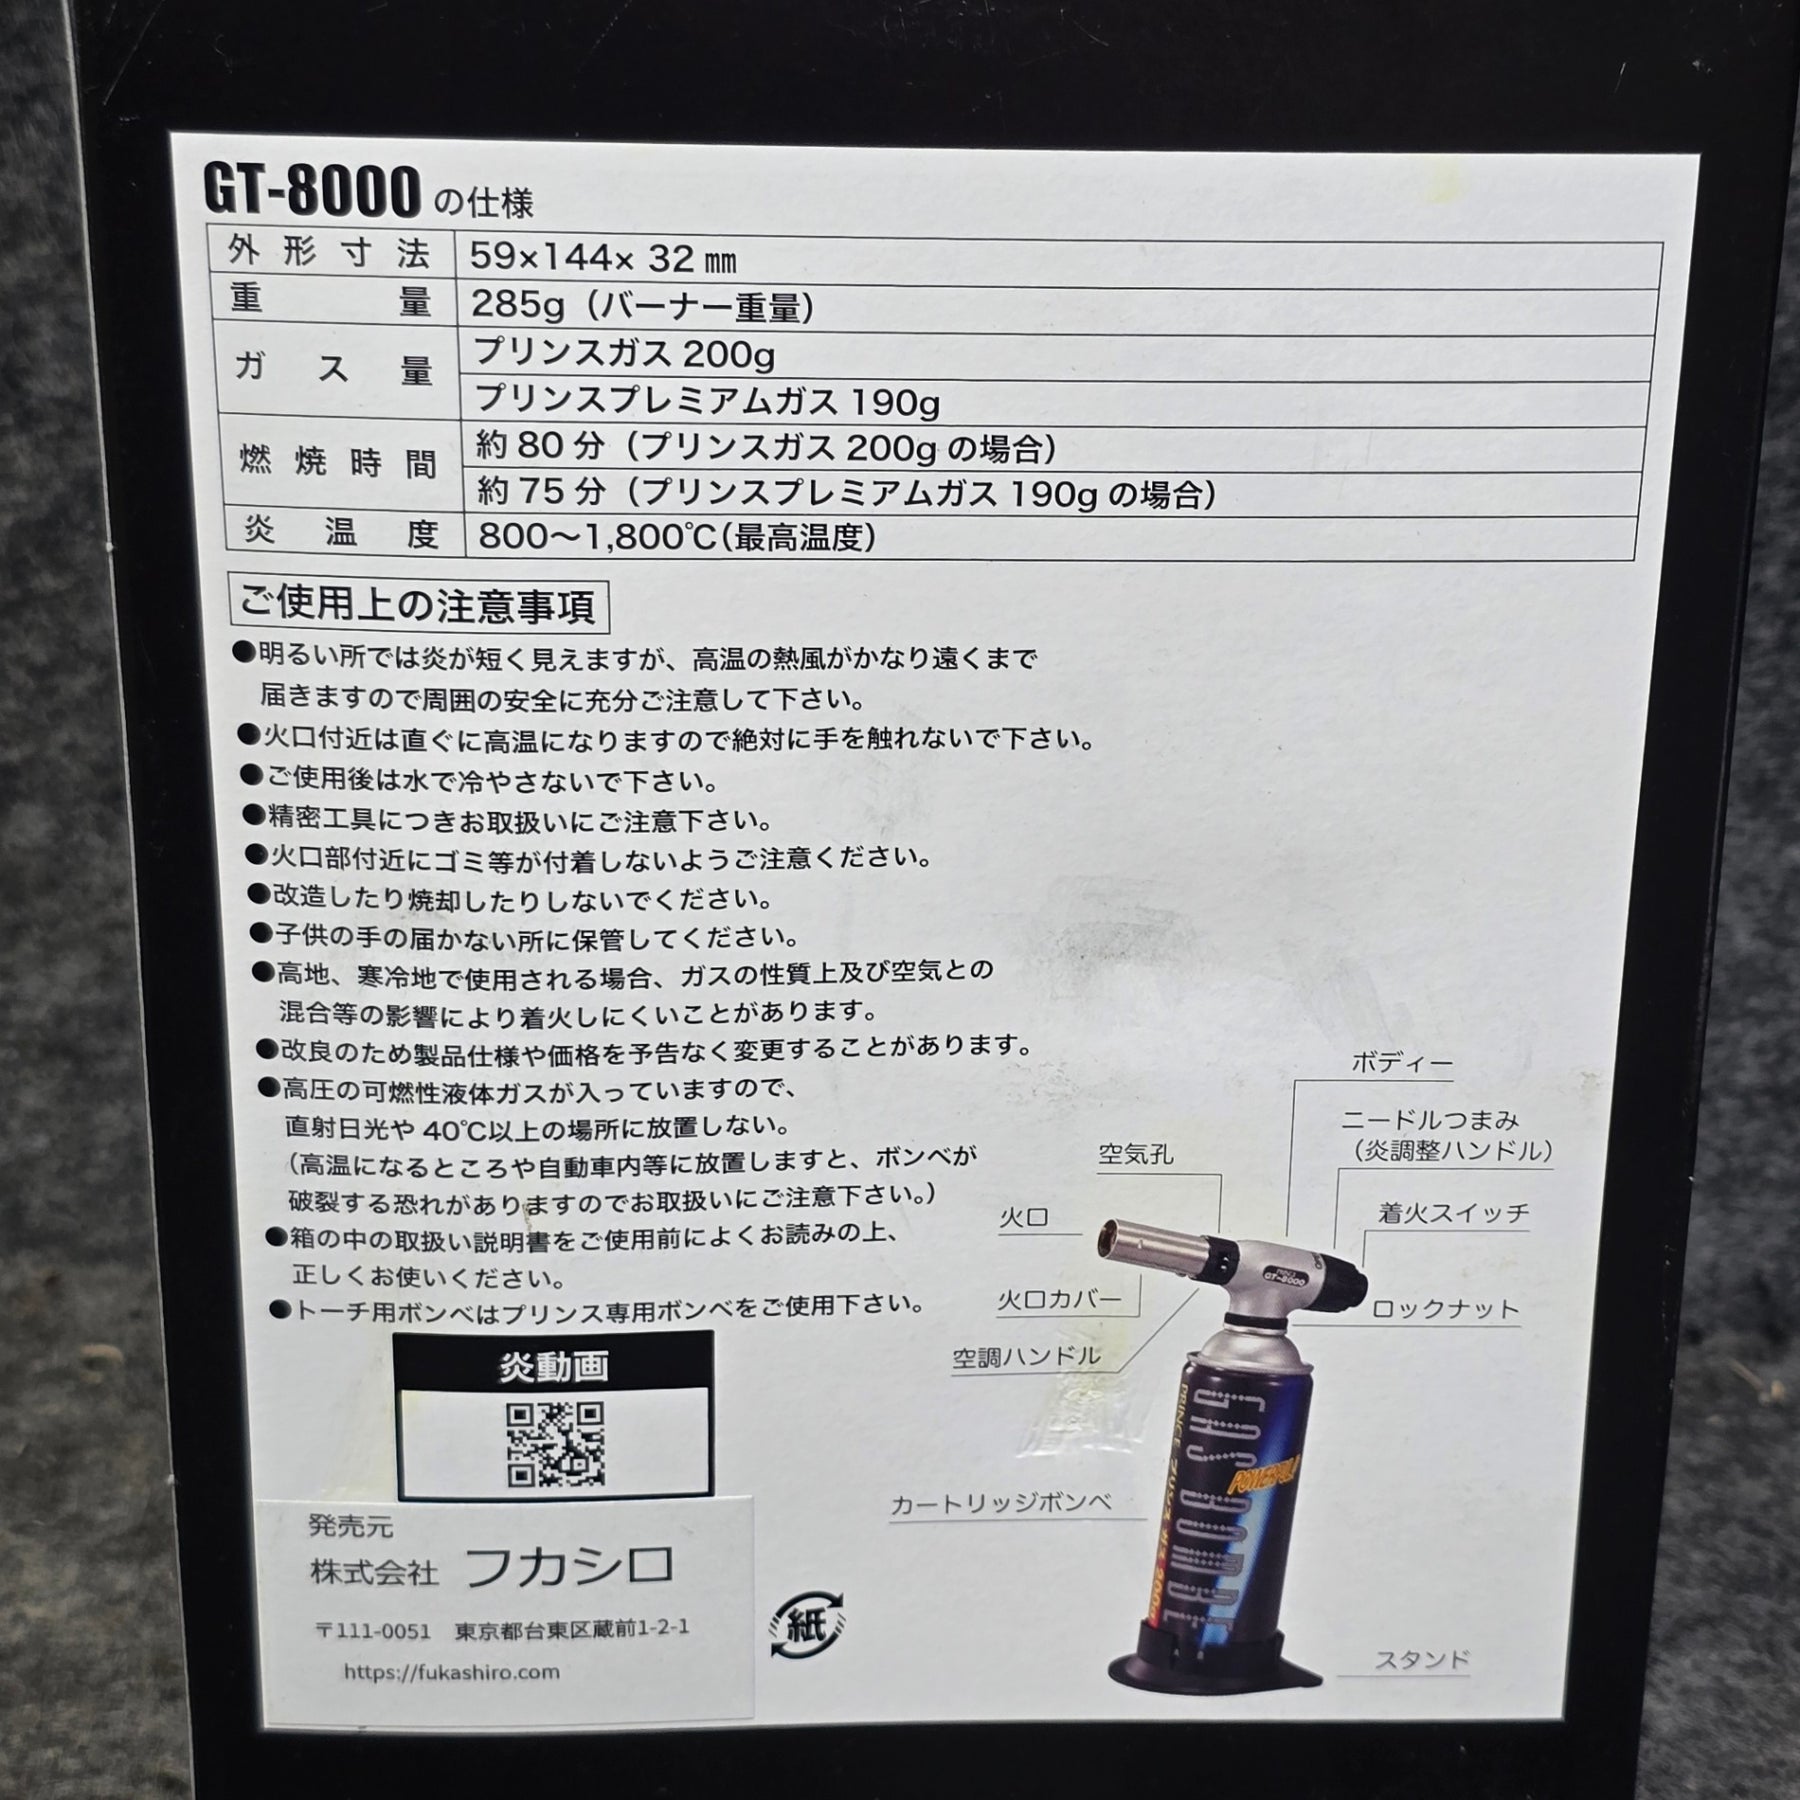 GT-8000の仕様
外形寸法 59×144×32㎜
重量 285g（バーナー重量）
ガス量 プリンスガス 200g
プリンスプレミアムガス 190g
燃焼時間 約 80 分（プリンスガス 200g の場合）
約 75 分（プリンスプレミアムガス 190g の場合）
炎温度 800～1,800℃（最高温度）
ご使用上の注意事項
●明るい所では炎が短く見えますが、高温の熱風がかなり遠くまで
届きますので周囲の安全に充分ご注意して下さい。
●火口付近は直ぐに高温になりますので絶対に手を触れないで下さい。
●ご使用後は水で冷やさないで下さい。
●精密工具につきお取扱いにご注意下さい。
●火口部付近にゴミ等が付着しないようご注意ください。
●改造したり焼却したりしないでください。
●子供の手の届かない所に保管してください。
●高地、寒冷地で使用される場合、ガスの性質上及び空気との
混合等の影響により着火しにくいことがあります。
●改良のため製品仕様や価格を予告なく変更することがあります。
●高圧の可燃性液体ガスが入っていますので、
直射日光や 40℃以上の場所に放置しない。
（高温になるところや自動車内等に放置しますと、ボンベが
破裂する恐れがありますのでお取扱いにご注意下さい。）
●箱の中の取扱い説明書をご使用前によくお読みの上、
正しくお使いください。
●トーチ用ボンベはプリンス専用ボンベをご使用下さい。
炎動画
発売元
株式会社 フカシロ
〒111-0051 東京都台東区蔵前1-2-1
https://fukashiro.com
紙
ボディー
ニードルつまみ
（炎調整ハンドル）
空気孔
着火スイッチ
火口
火口カバー
ロックナット
空調ハンドル
カートリッジボンベ
スタンド
GT-8000
GAS BOMBE
POWERFUL
PRINCE プリンス ガス 200g